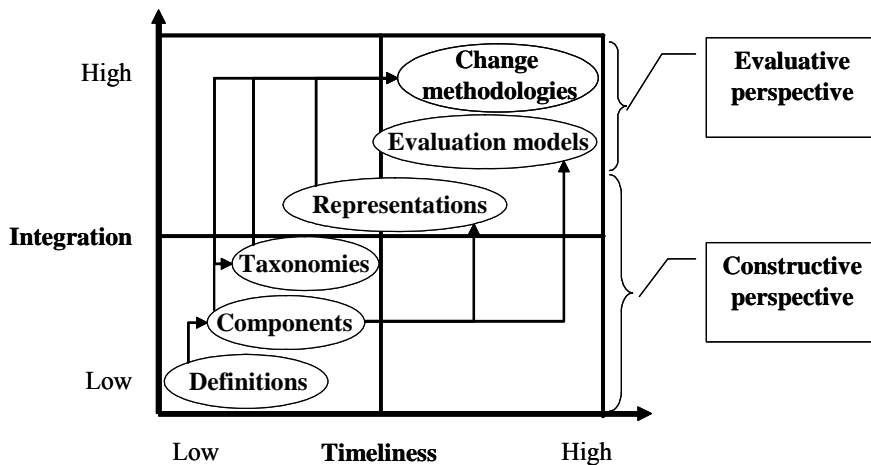 High
Change
methodologies
Evaluative
perspective
Evaluation models
Representations
Integration
Taxonomies
Constructive
perspective
Components
Low
Definitions
Low
Timeliness
High